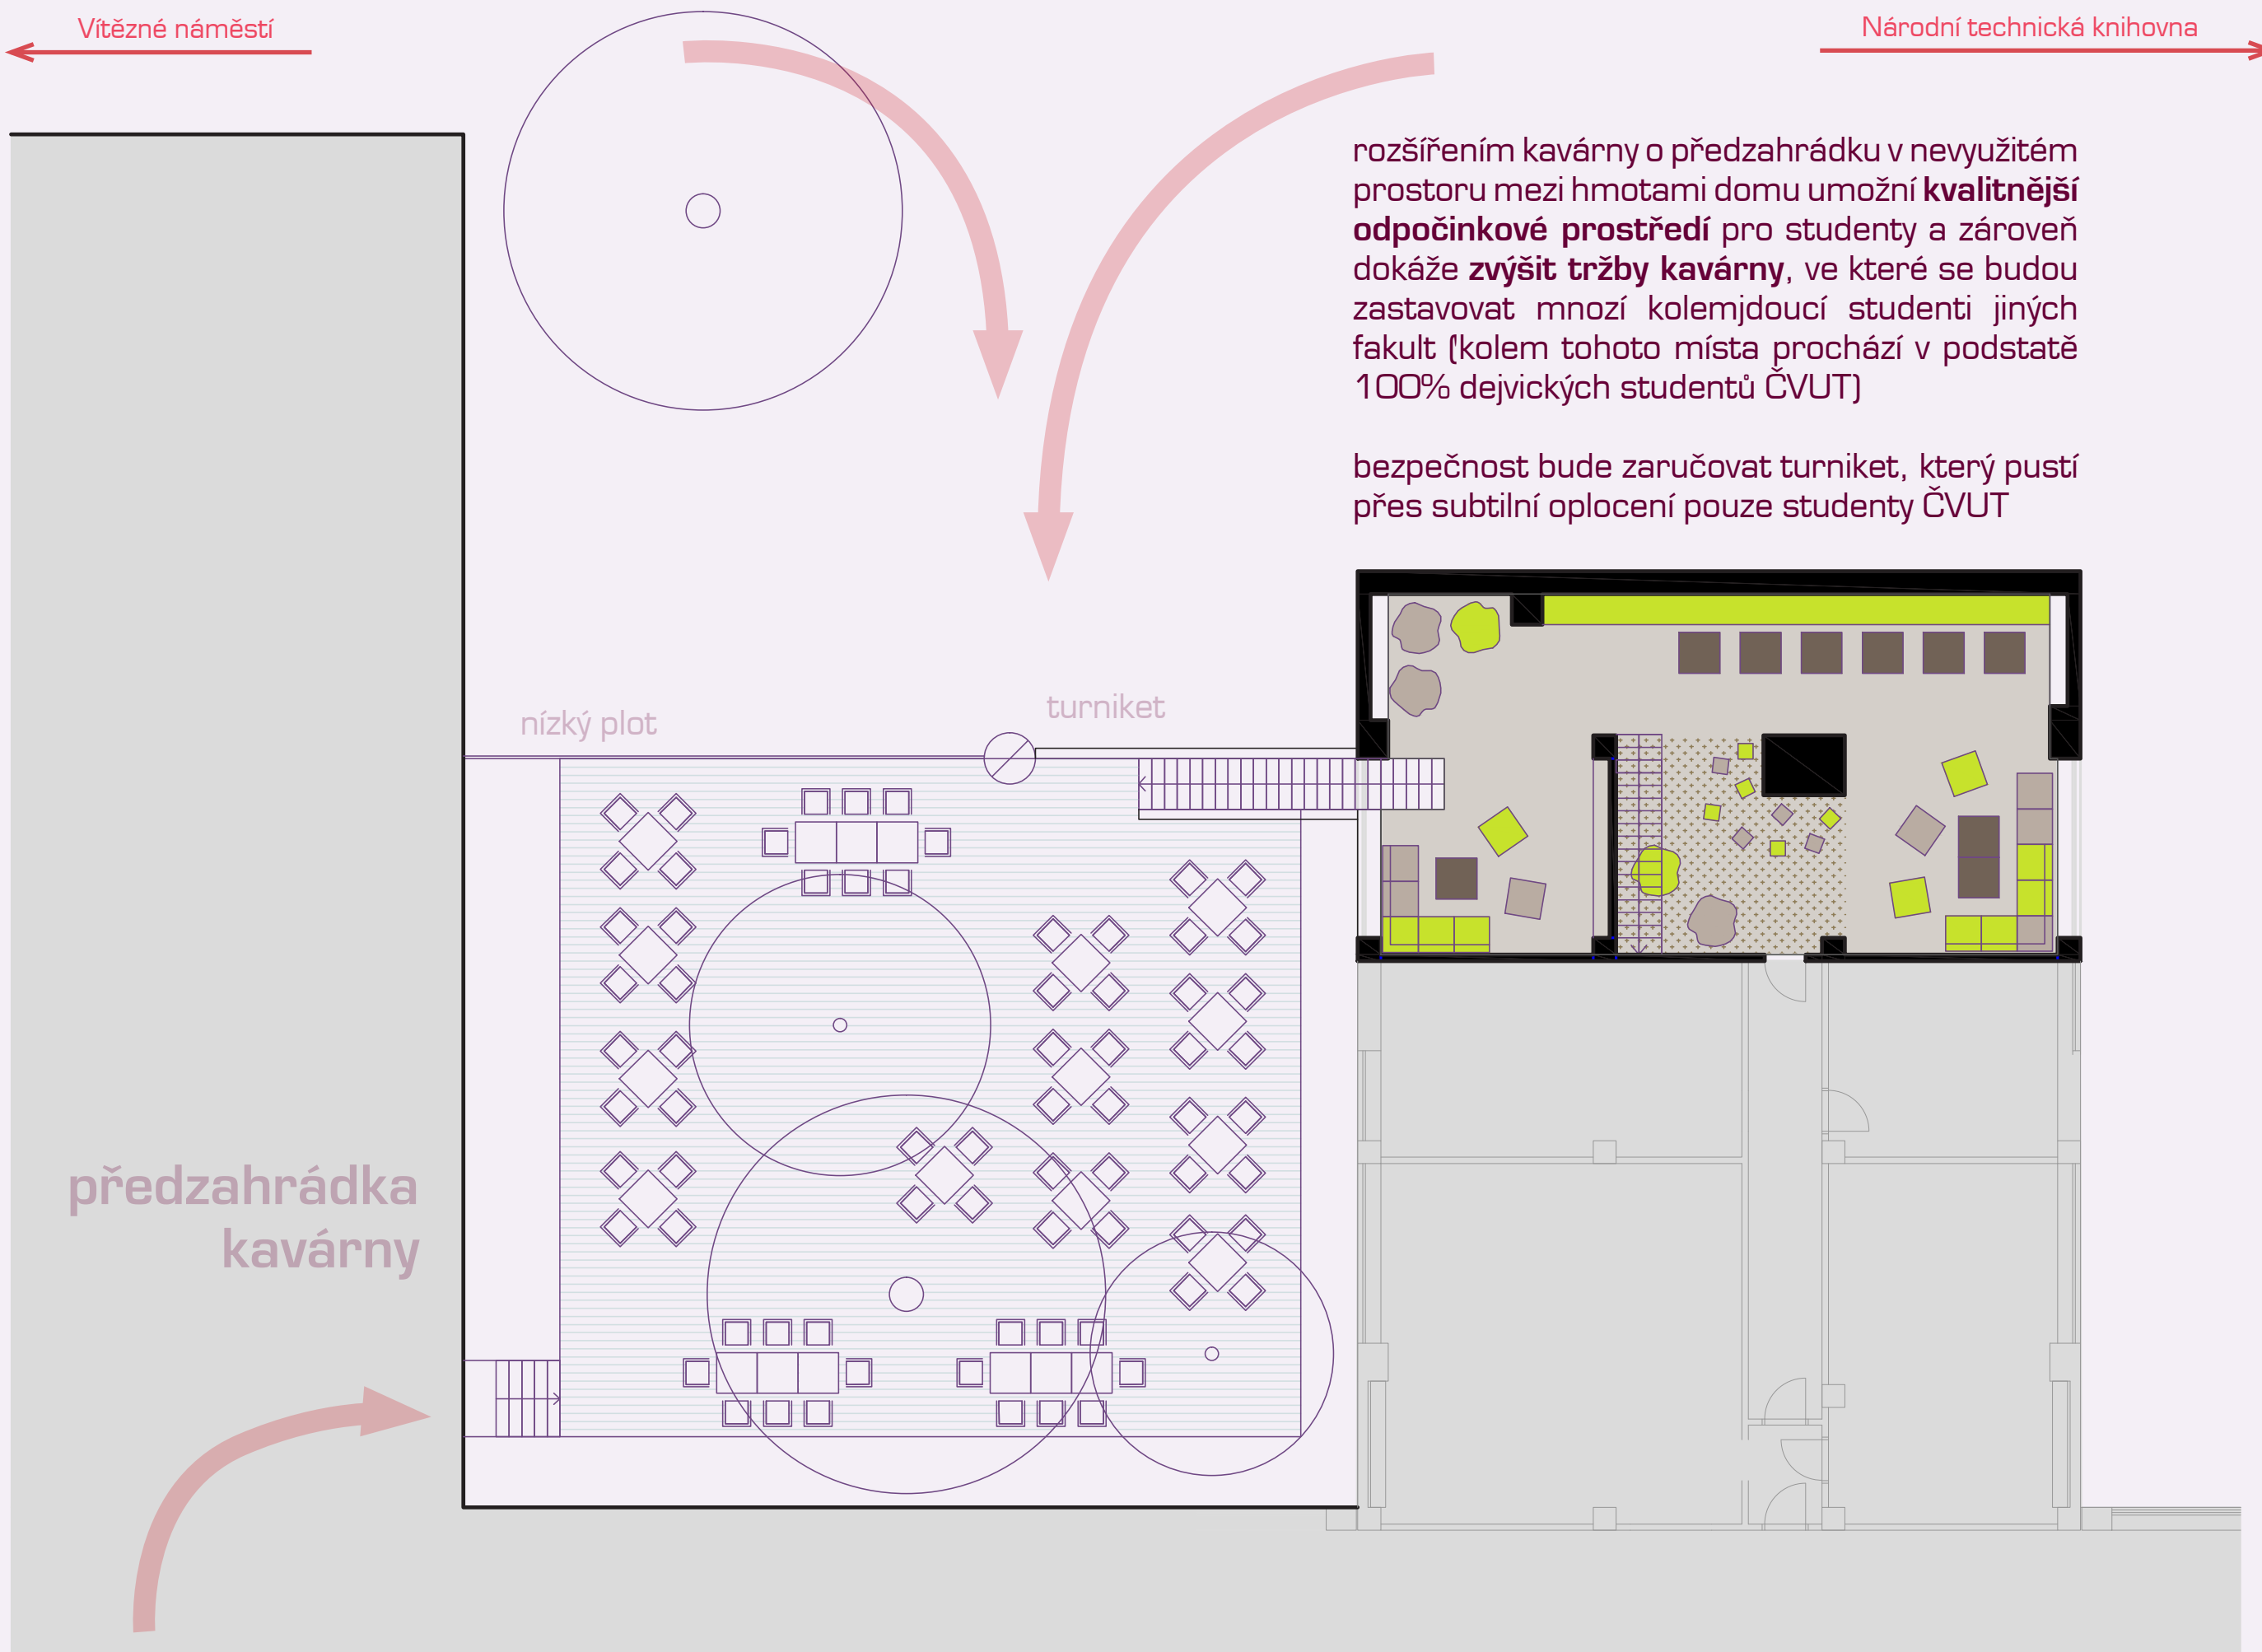 Vítězné náměstí
Národní technická knihovna
rozšířením kavárny o předzahrádku v nevyužitém
prostoru mezi hmotami domu umožní kvalitnější
odpočinkové prostředí pro studenty a zároveň
dokáže zvýšit tržby kavárny, ve které se budou
zastavovat mnozí kolemjdoucí studenti jiných
fakult (kolem tohoto místa prochází v podstatě
100% dejvických studentů ČVUT)
bezpečnost bude zaručovat turniket, který pustí
přes subtilní oplocení pouze studenty ČVUT
nízký plot
turniket
předzahrádka
kavárny